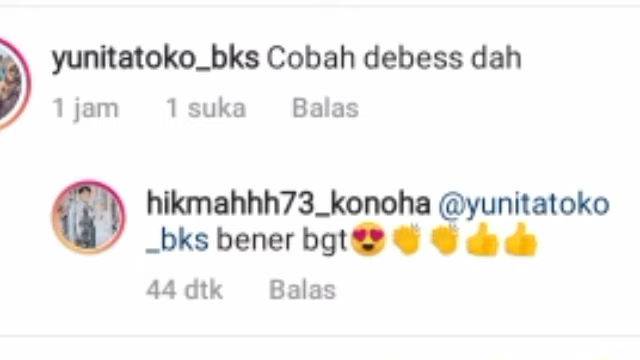 yunitatoko_bks Cobah debess dah
1 jam 1 suka Balas
hikmahhh73_konoha @yunitatoko
_bks bener bgt😍👏👏👍👍
44 dtk Balas